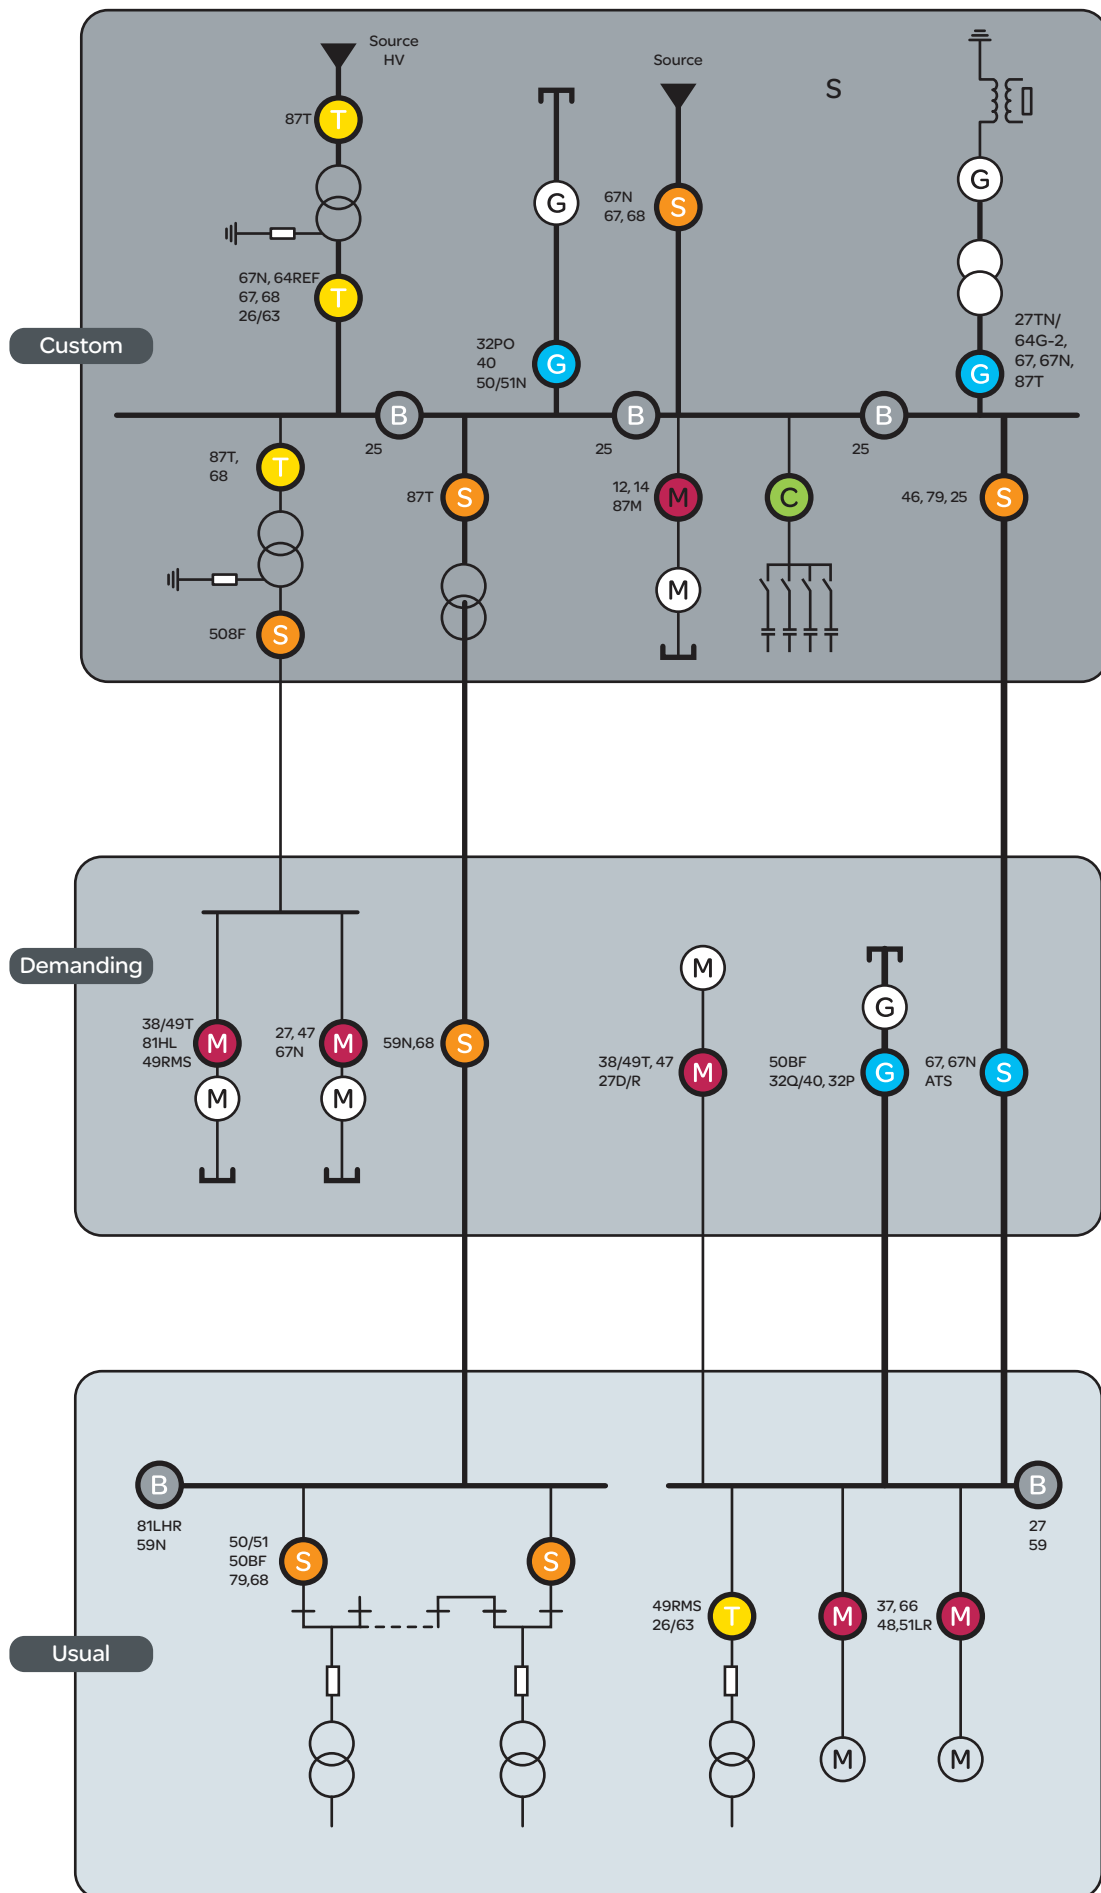 Source
HV
Source
S
87T
T
G
67N
67, 68
S
G
67N, 64REF
67, 68
26/63
T
27TN/
64G-2,
67, 67N,
87T
G
32PO
40
50/51N
G
Custom
B
25
B
25
B
25
87T,
68
T
87T
S
12, 14
87M
M
C
46, 79, 25
S
M
508F
S
Demanding
M
G
38/49T
81HL
49RMS
M
27, 47
67N
M
59N,68
S
38/49T, 47
27D/R
M
50BF
32Q/40, 32P
G
67, 67N
ATS
S
M
M
B
81LHR
59N
B
27
59
50/51
50BF
79,68
S
S
49RMS
26/63
T
M
37, 66
48,51LR
M
Usual
M
M